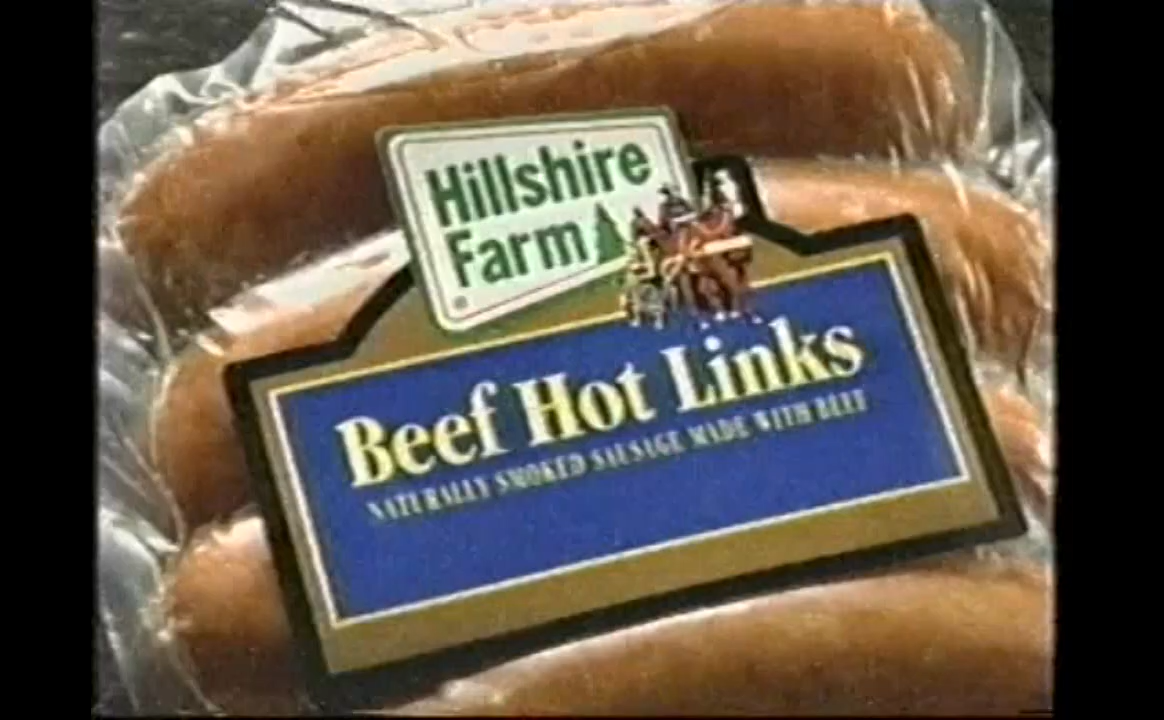 Hillshire
Farm
®
Beef Hot Links
NATURALLY SMOKED SAUSAGE MADE WITH BEEF